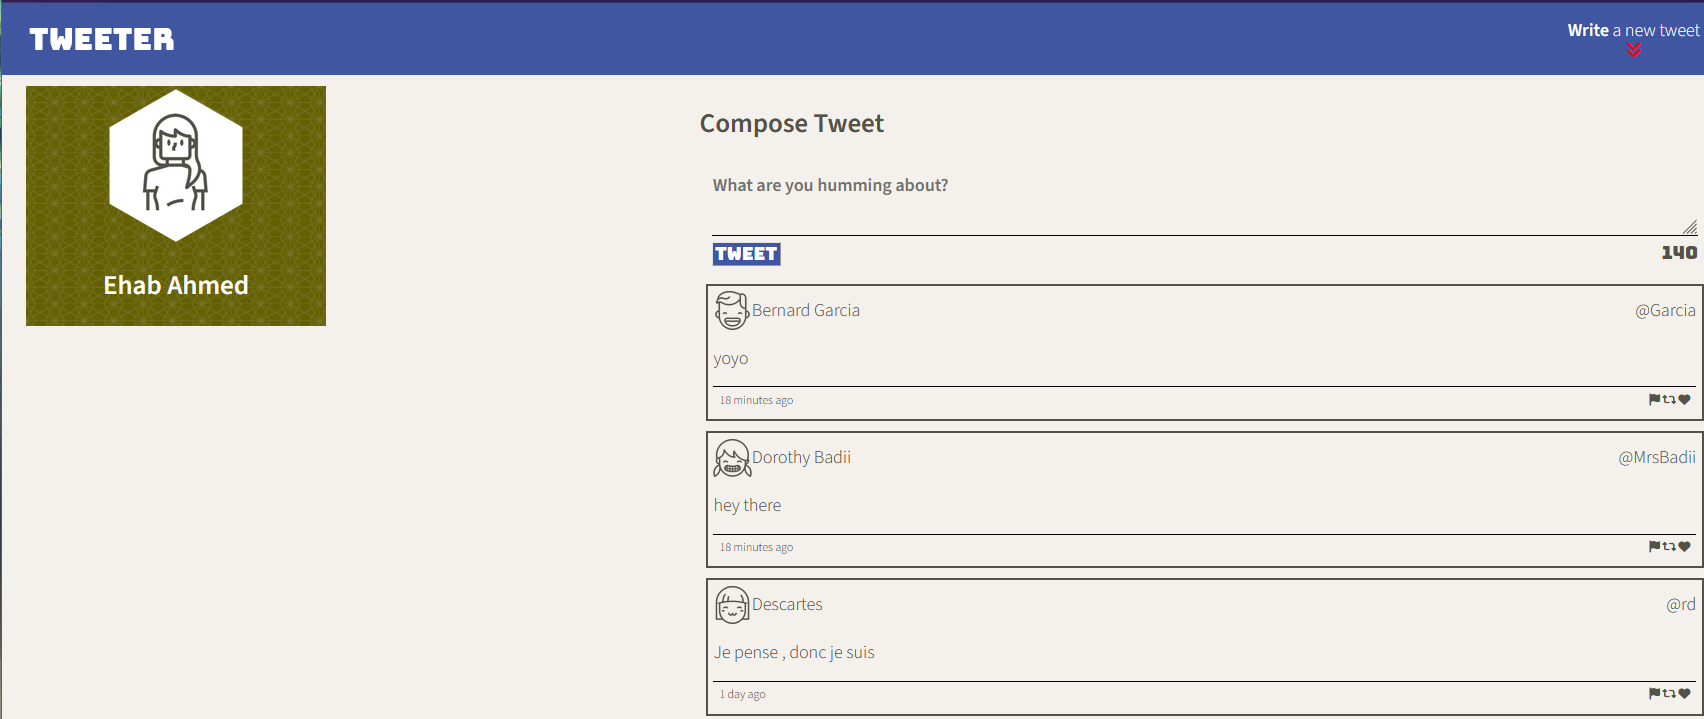 TWEETER
Write a new tweet
Ehab Ahmed
Compose Tweet
What are you humming about?
TWEET
140
Bernard Garcia @Garcia
yoyo
18 minutes ago
Dorothy Badii @MrsBadii
hey there
18 minutes ago
Descartes @rd
Je pense , donc je suis
1 day ago